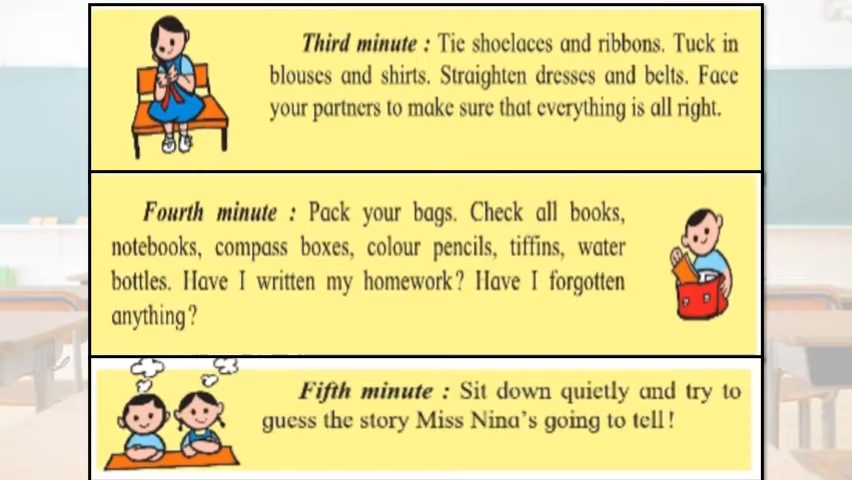 Third minute : Tie shoelaces and ribbons. Tuck in
blouses and shirts. Straighten dresses and belts. Face
your partners to make sure that everything is all right.
Fourth minute : Pack your bags. Check all books,
notebooks, compass boxes, colour pencils, tiffins, water
bottles. Have I written my homework? Have I forgotten
anything?
Fifth minute : Sit down quietly and try to
guess the story Miss Nina's going to tell!